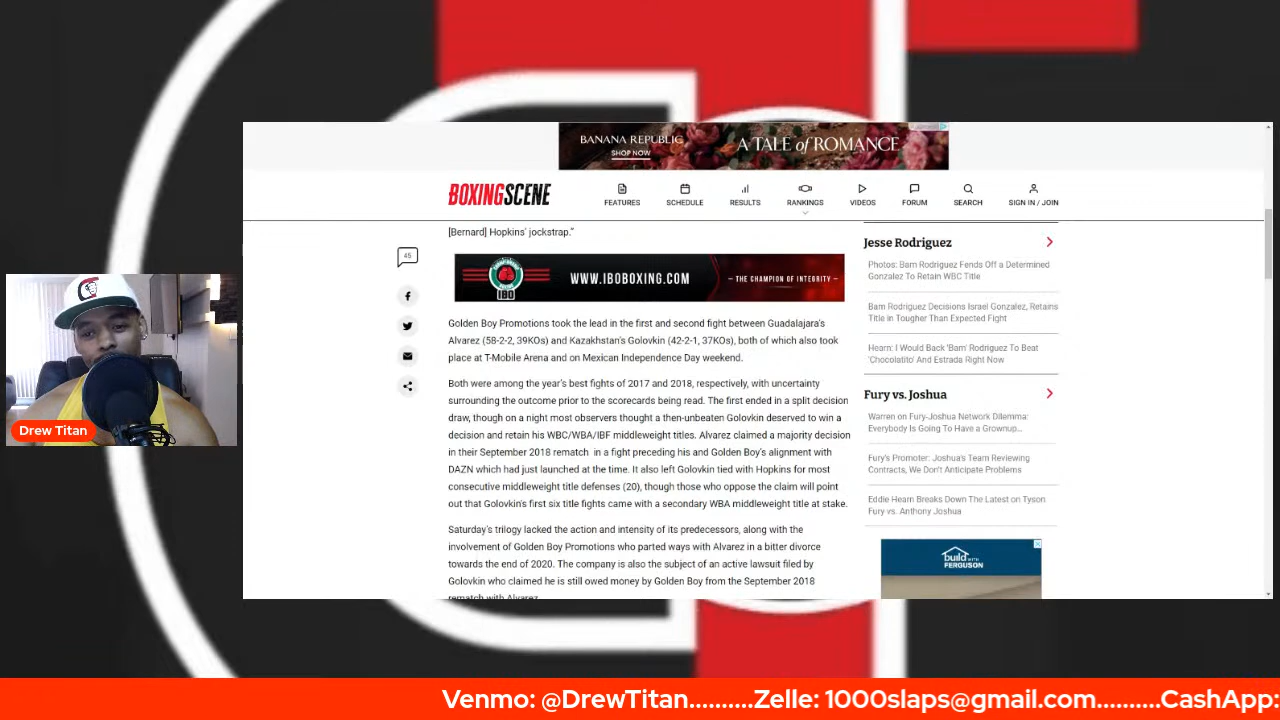 BANANA REPUBLIC
SHOP NOW
A TALE of ROMANCE
BOXINGSCENE
FEATURES
SCHEDULE
RESULTS
RANKINGS
VIDEOS
FORUM
SEARCH
SIGN IN / JOIN
45
[Bernard] Hopkins' jockstrap."
IBO
WWW.IBOBOXING.COM
— THE CHAMPION OF INTEGRITY —
Golden Boy Promotions took the lead in the first and second fight between Guadalajara's
Alvarez (58-2-2, 39KOs) and Kazakhstan's Golovkin (42-2-1, 37KOs), both of which also took
place at T-Mobile Arena and on Mexican Independence Day weekend.
Both were among the year's best fights of 2017 and 2018, respectively, with uncertainty
surrounding the outcome prior to the scorecards being read. The first ended in a split decision
draw, though on a night most observers thought a then-unbeaten Golovkin deserved to win a
decision and retain his WBC/WBA/IBF middleweight titles. Alvarez claimed a majority decision
in their September 2018 rematch in a fight preceding his and Golden Boy's alignment with
DAZN which had just launched at the time. It also left Golovkin tied with Hopkins for most
consecutive middleweight title defenses (20), though those who oppose the claim will point
out that Golovkin's first six title fights came with a secondary WBA middleweight title at stake.
Saturday's trilogy lacked the action and intensity of its predecessors, along with the
involvement of Golden Boy Promotions who parted ways with Alvarez in a bitter divorce
towards the end of 2020. The company is also the subject of an active lawsuit filed by
Golovkin who claimed he is still owed money by Golden Boy from the September 2018
rematch with Alvarez.
Jesse Rodriguez
Photos: Bam Rodriguez Fends Off a Determined
Gonzalez To Retain WBC Title
Bam Rodriguez Decisions Israel Gonzalez, Retains
Title in Tougher Than Expected Fight
Hearn: I Would Back 'Bam' Rodriguez To Beat
'Chocolatito' And Estrada Right Now
Fury vs. Joshua
Warren on Fury-Joshua Network Dilemma:
Everybody Is Going To Have a Grownup...
Fury's Promoter: Joshua's Team Reviewing
Contracts, We Don't Anticipate Problems
Eddie Hearn Breaks Down The Latest on Tyson
Fury vs. Anthony Joshua
build WITH
FERGUSON
Drew Titan
Venmo: @DrewTitan..........Zelle: 1000slaps@gmail.com..........CashApp: